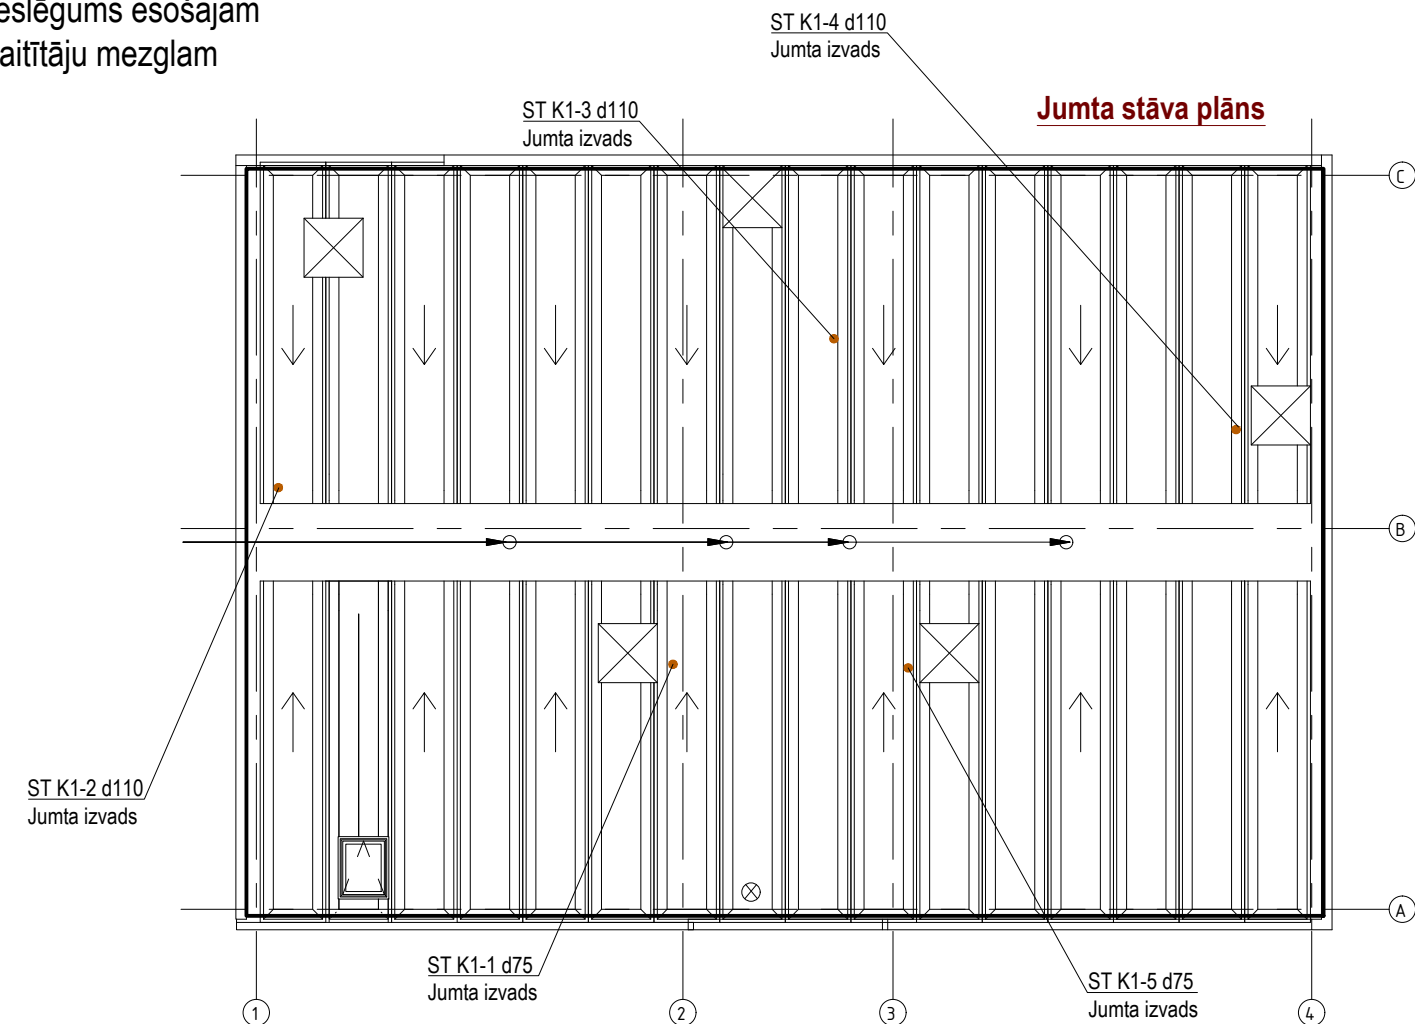 eslēgums esošajam
aitītāju mezglam
ST K1-4 d110
Jumta izvads
Jumta stāva plāns
ST K1-3 d110
Jumta izvads
C
B
ST K1-2 d110
Jumta izvads
A
ST K1-1 d75
Jumta izvads
ST K1-5 d75
Jumta izvads
1
2
3
4